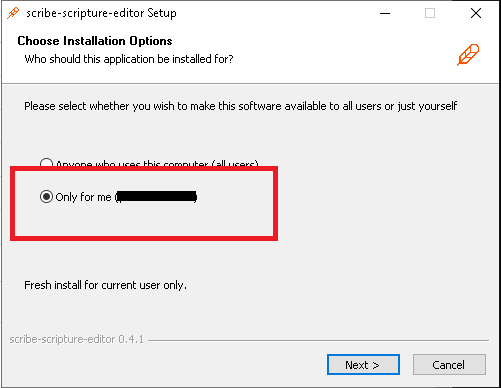 scribe-scripture-editor Setup
Choose Installation Options
Who should this application be installed for?
Please select whether you wish to make this software available to all users or just yourself
Anyone who uses this computer (all users)
Only for me ( )
Fresh install for current user only.
scribe-scripture-editor 0.4.1
Next > Cancel